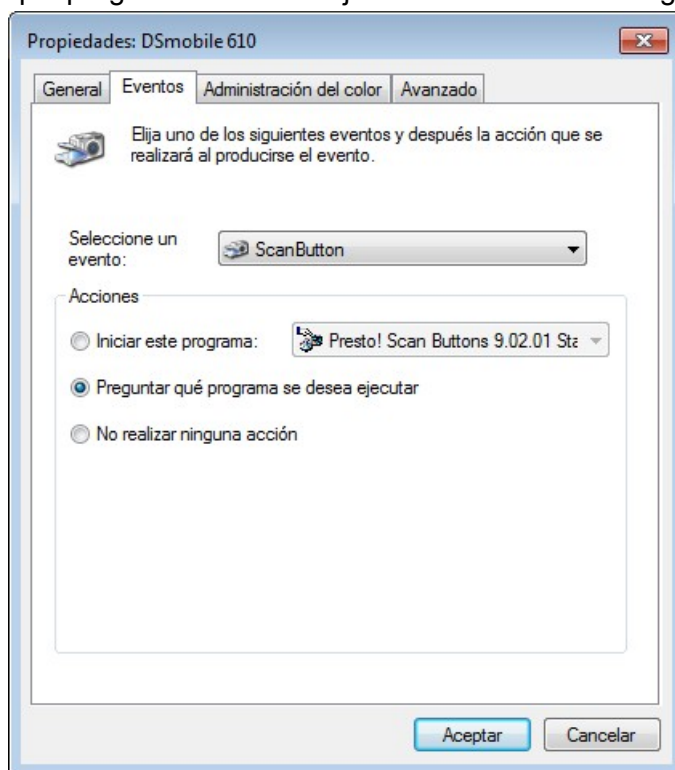 Propiedades: DSmobile 610
General Eventos Administración del color Avanzado
Elija uno de los siguientes eventos y después la acción que se
realizará al producirse el evento.
Seleccione un
evento:
ScanButton
Acciones
Iniciar este programa:
Presto! Scan Buttons 9.02.01 Sta
Preguntar qué programa se desea ejecutar
No realizar ninguna acción
Aceptar Cancelar